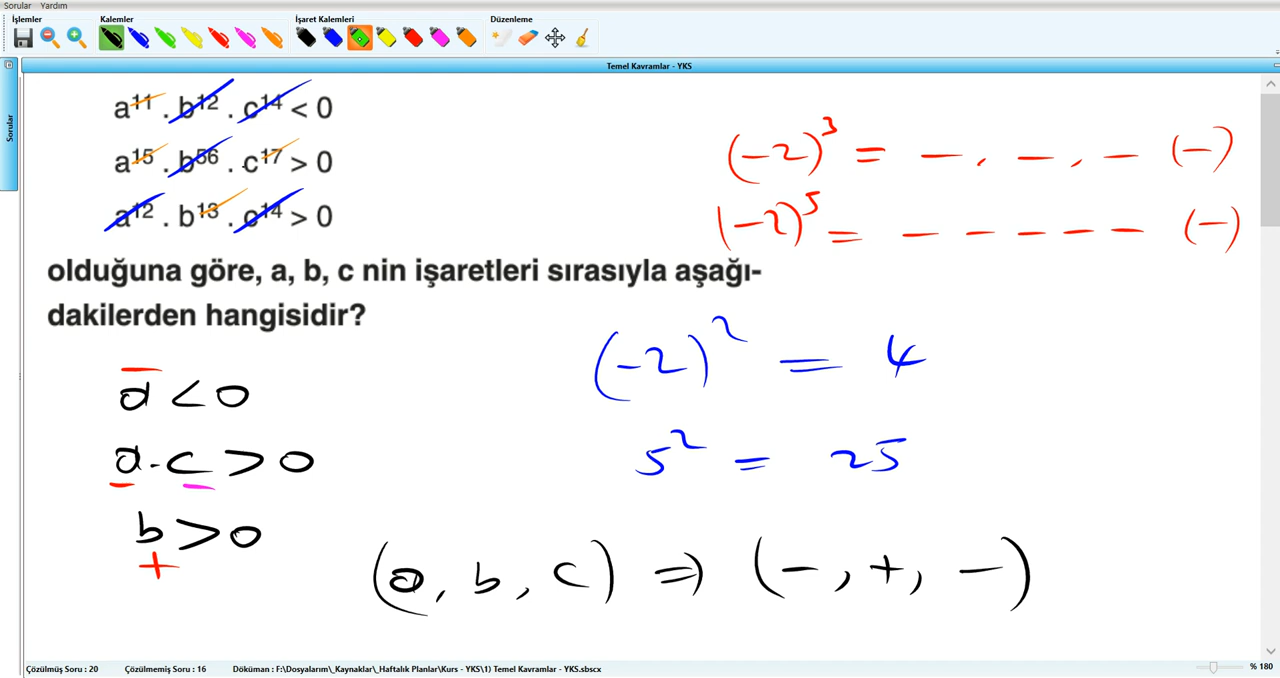 Sorular Yardım
İşlemler Kalemler İşaret Kalemleri Düzenleme
Temel Kavramlar - YKS
Sorular
a¹¹ . b¹² . c¹⁴ < 0
a¹⁵ . b⁵⁶ . c¹⁷ > 0
a¹² . b¹³ . c¹⁴ > 0
olduğuna göre, a, b, c nin işaretleri sırasıyla aşağı-
dakilerden hangisidir?
(-2)³ = - . - . - (-)
(-2)⁵ = - - - - - (-)
(-2)² = 4
5² = 25
a < 0
a . c > 0
b > 0
+
(a, b, c) ⇒ (-, +, -)
Çözülmüş Soru : 20 Çözülmemiş Soru : 16 Döküman : F:\Dosyalarım\_Kaynaklar\_Haftalık Planlar\Kurs - YKS\1) Temel Kavramlar - YKS.sbscx % 180